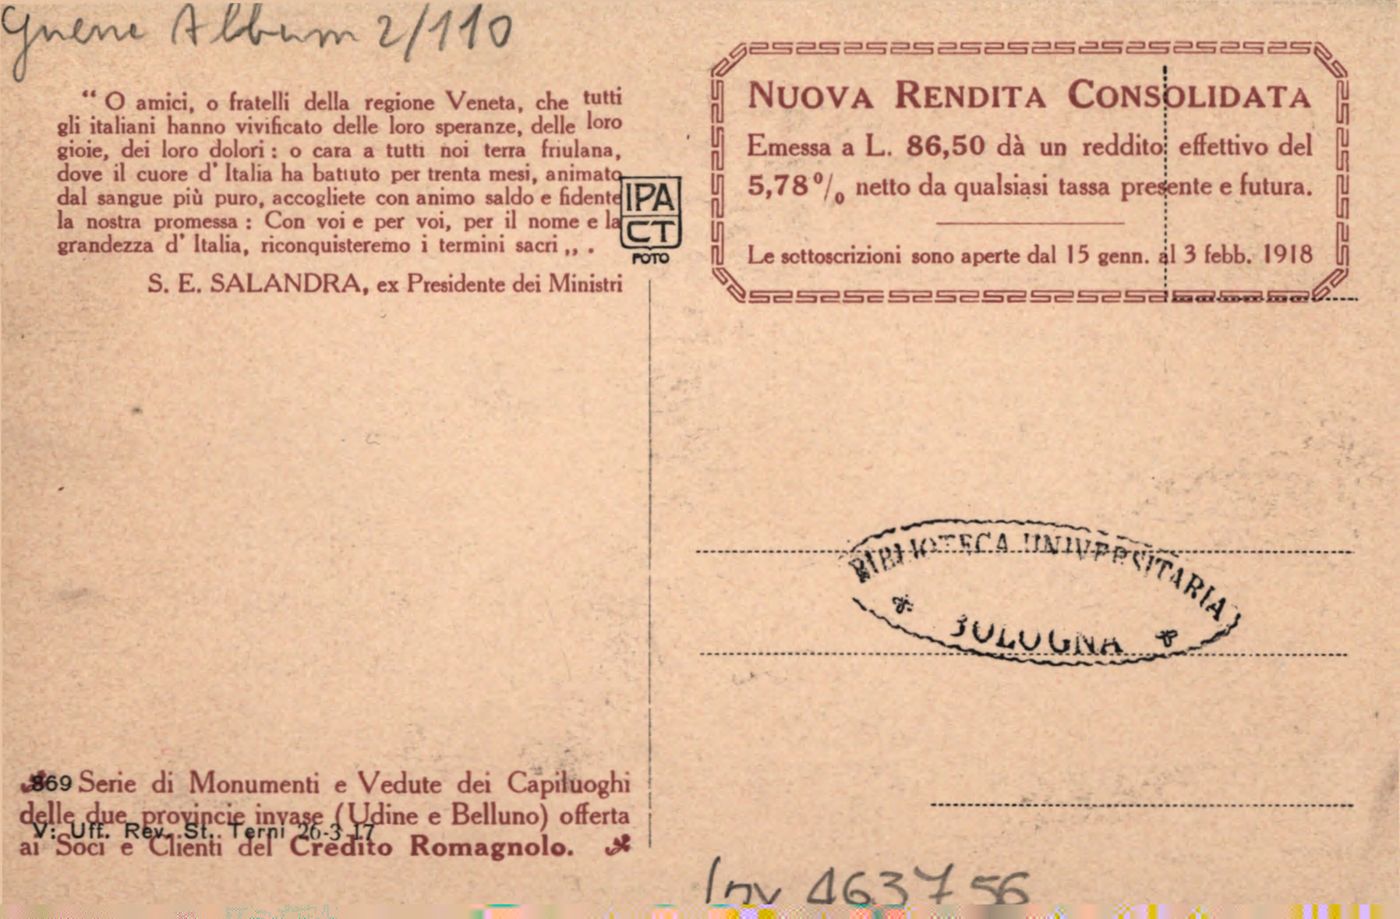 Guerre Album 2/110
“ O amici, o fratelli della regione Veneta, che tutti
gli italiani hanno vivificato delle loro speranze, delle loro
gioie, dei loro dolori : o cara a tutti noi terra friulana,
dove il cuore d' Italia ha battuto per trenta mesi, animato
dal sangue più puro, accogliete con animo saldo e fidente
la nostra promessa : Con voi e per voi, per il nome e la
grandezza d' Italia, riconquisteremo i termini sacri „ .
S. E. SALANDRA, ex Presidente dei Ministri
IPA
CT
FOTO
NUOVA RENDITA CONSOLIDATA
Emessa a L. 86,50 dà un reddito effettivo del
5,78 % netto da qualsiasi tassa presente e futura.
Le sottoscrizioni sono aperte dal 15 genn. al 3 febb. 1918
BIBLIOTECA UNIVERSITARIA
BOLOGNA
869 Serie di Monumenti e Vedute dei Capiluoghi
delle due provincie invase (Udine e Belluno) offerta
V: Uff. Rev. St. Terni 26-3-17
ai Soci e Clienti del Credito Romagnolo.
Inv 463756